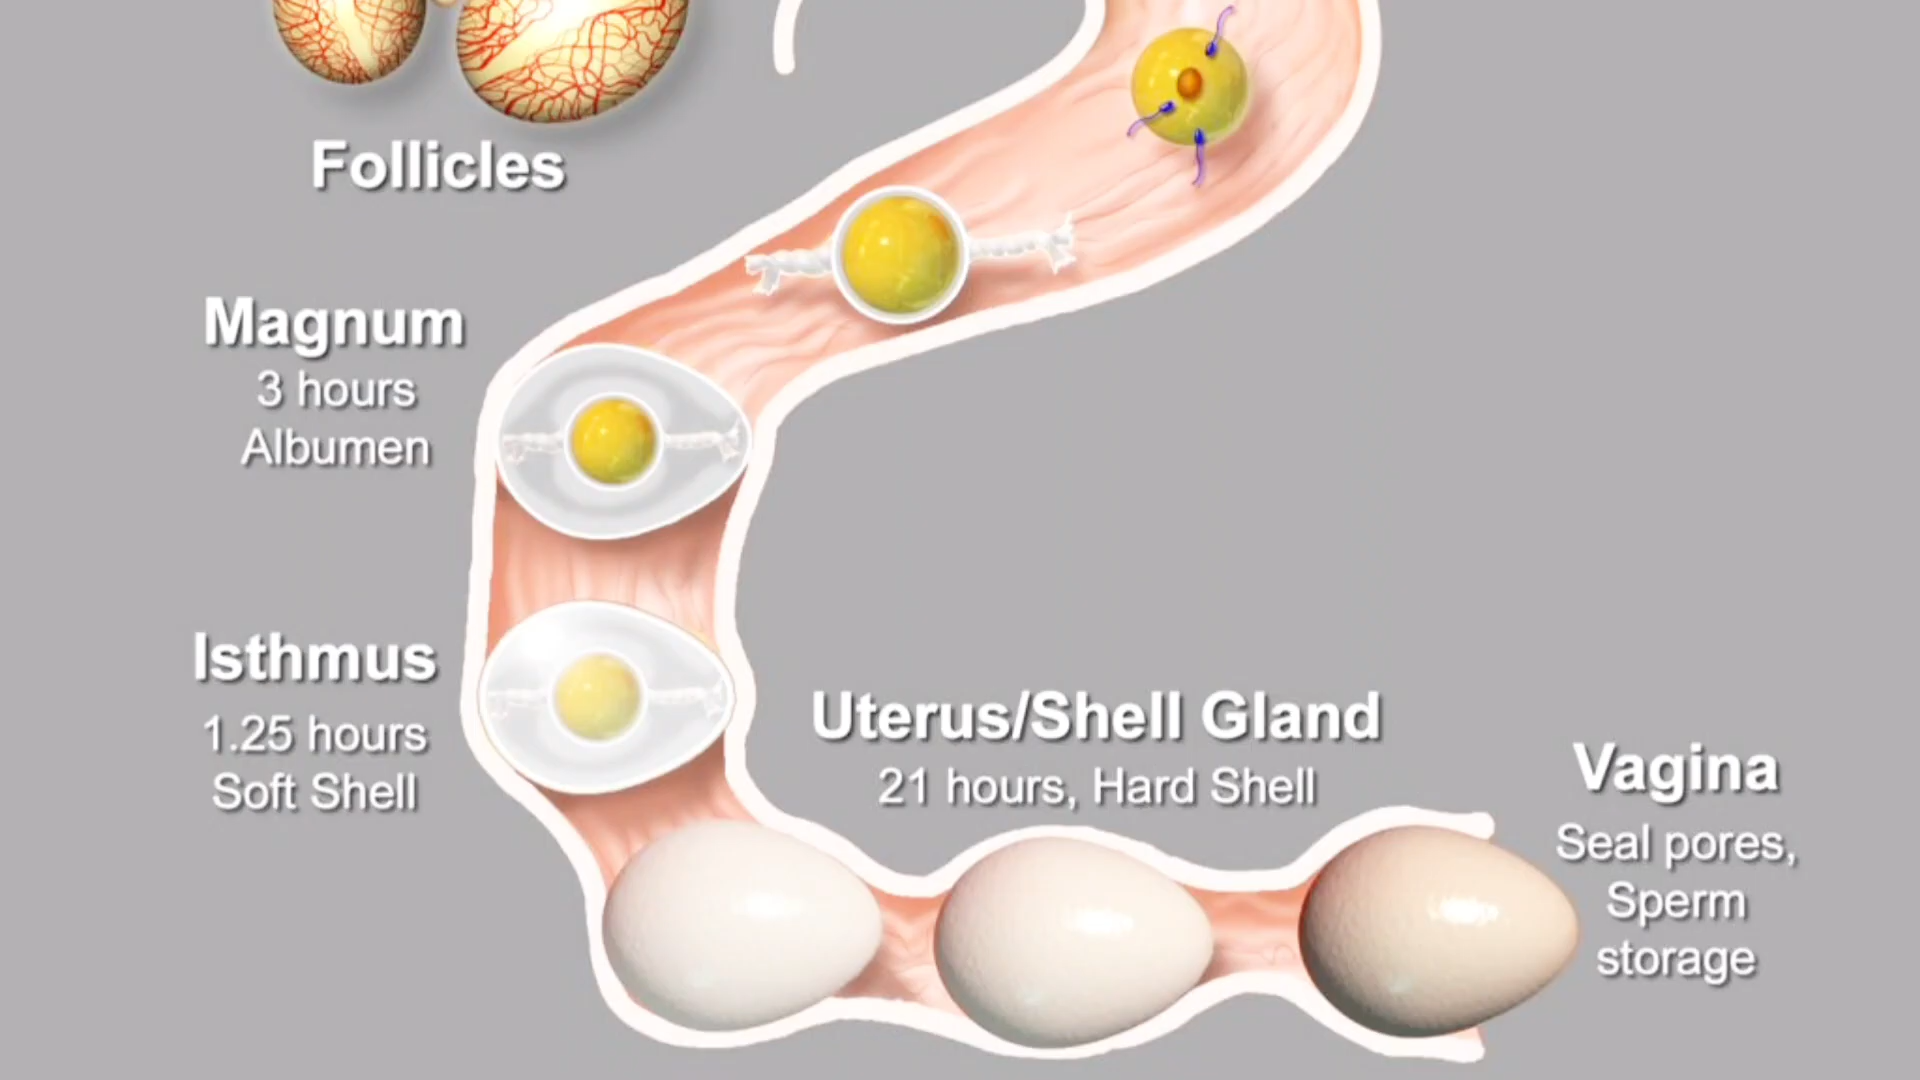 Follicles
Magnum
3 hours
Albumen
Isthmus
1.25 hours
Soft Shell
Uterus/Shell Gland
21 hours, Hard Shell
Vagina
Seal pores,
Sperm
storage